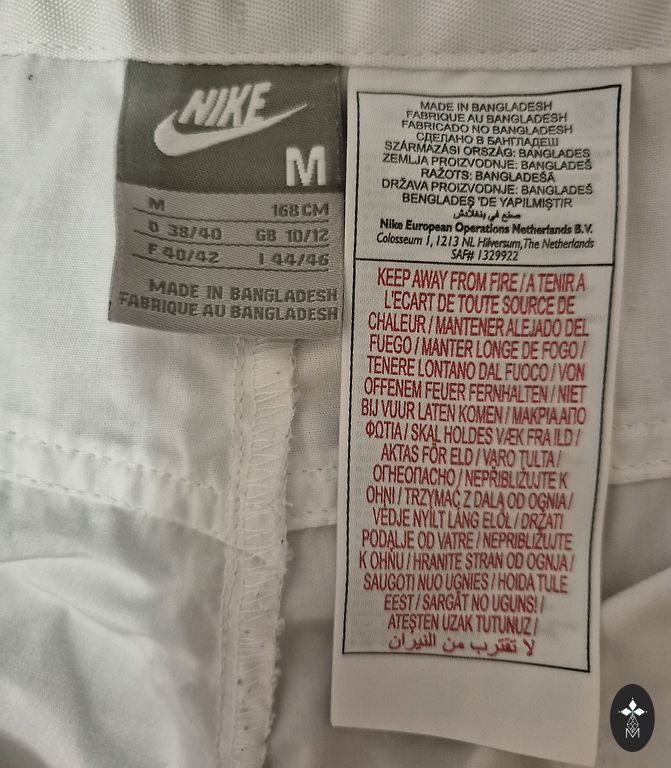 NIKE
M
M 168 CM
D 38/40 GB 10/12
F 40/42 I 44/46
MADE IN BANGLADESH
FABRIQUE AU BANGLADESH
MADE IN BANGLADESH
FABRIQUE AU BANGLADESH
FABRICADO NO BANGLADESH
СДЕЛАНО В БАНГЛАДЕШ
SZÁRMAZÁSI ORSZÁG: BANGLADES
ZEMLJA PROIZVODNJE: BANGLADEŠ
RAŽOTS: BANGLADEŠĀ
DRŽAVA PROIZVODNJE: BANGLADEŠ
BENGLADEŞ 'DE YAPILMIŞTIR
صنع في بنغلادش
Nike European Operations Netherlands B.V.
Colosseum 1, 1213 NL Hilversum, The Netherlands
SAF# 1329922
KEEP AWAY FROM FIRE / A TENIR A
L'ECART DE TOUTE SOURCE DE
CHALEUR / MANTENER ALEJADO DEL
FUEGO / MANTER LONGE DE FOGO /
TENERE LONTANO DAL FUOCO / VON
OFFENEM FEUER FERNHALTEN / NIET
BIJ VUUR LATEN KOMEN / ΜΑΚΡΙΑ ΑΠΟ
ΦΩΤΙΑ / SKAL HOLDES VÆK FRA ILD /
AKTAS FÖR ELD / VARO TULTA /
ОГНЕОПАСНО / NEPŘIBLIŽUJTE K
OHNI / TRZYMAĆ Z DALA OD OGNIA /
VÉDJE NYÍLT LÁNG ELŐL / DRŽATI
PODALJE OD VATRE / NEPRIBLIŽUJTE
K OHŇU / HRANITE STRAN OD OGNJA /
SAUGOTI NUO UGNIES / HOIDA TULE
EEST / SARGĀT NO UGUNS! /
ATEŞTEN UZAK TUTUNUZ /
لا تقترب من النيران